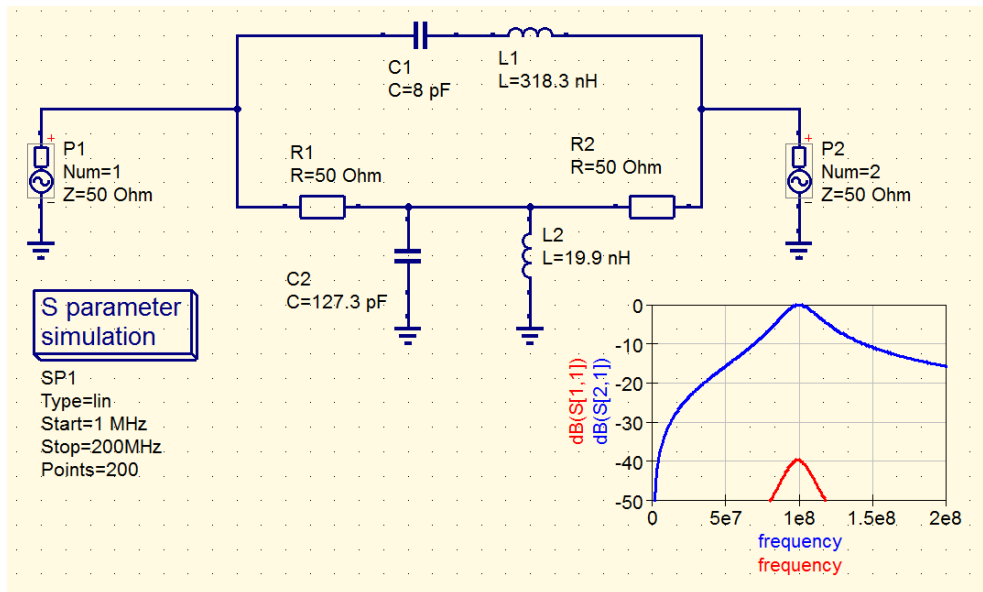 C1
C=8 pF
L1
L=318.3 nH
P1
Num=1
Z=50 Ohm
R1
R=50 Ohm
R2
R=50 Ohm
P2
Num=2
Z=50 Ohm
C2
C=127.3 pF
L2
L=19.9 nH
S parameter
simulation
SP1
Type=lin
Start=1 MHz
Stop=200MHz
Points=200
dB(S[1,1])
dB(S[2,1])
0
-10
-20
-30
-40
-50
0
5e7
1e8
1.5e8
2e8
frequency
frequency